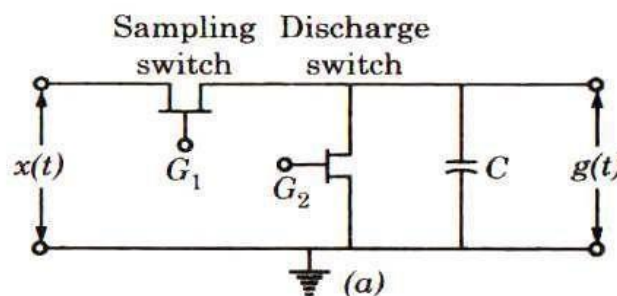 Sampling Discharge
switch switch
x(t)
G1
G2
C
g(t)
(a)